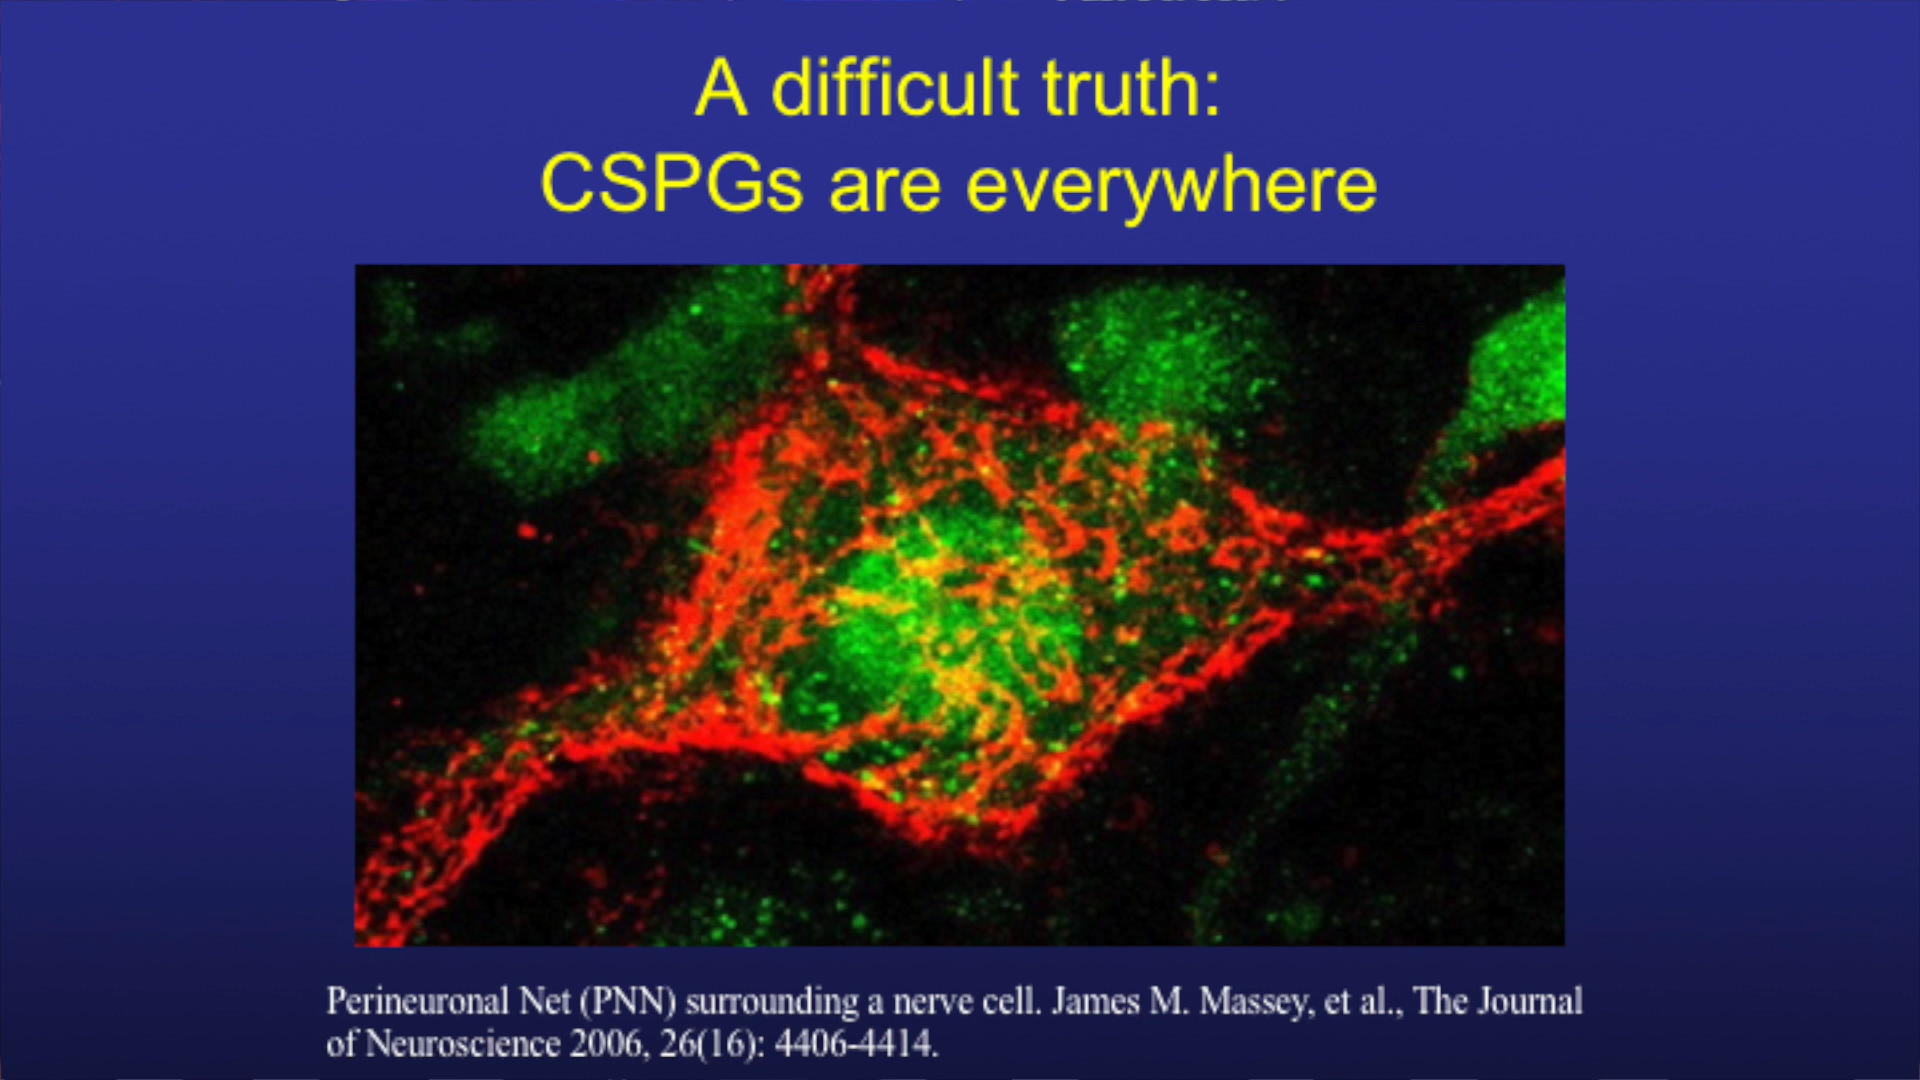 A difficult truth:
CSPGs are everywhere
Perineuronal Net (PNN) surrounding a nerve cell. James M. Massey, et al., The Journal
of Neuroscience 2006, 26(16): 4406-4414.